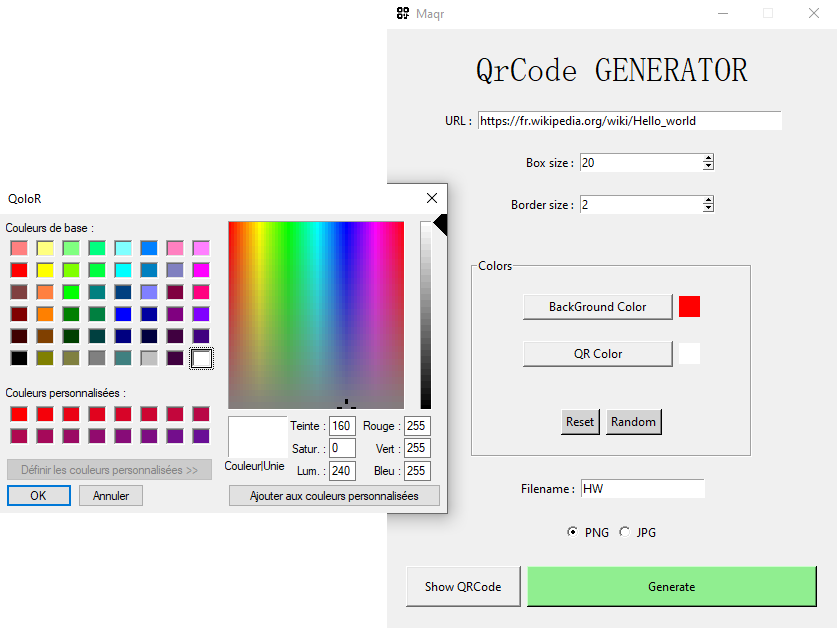 Maqr
QrCode GENERATOR
URL : https://fr.wikipedia.org/wiki/Hello_world
Box size : 20
Border size : 2
Colors
BackGround Color
QR Color
Reset Random
Filename : HW
PNG JPG
Show QRCode Generate
QoloR
Couleurs de base :
Couleurs personnalisées :
Définir les couleurs personnalisées >>
OK Annuler
Couleur|Unie
Teinte : 160 Rouge : 255
Satur. : 0 Vert : 255
Lum. : 240 Bleu : 255
Ajouter aux couleurs personnalisées